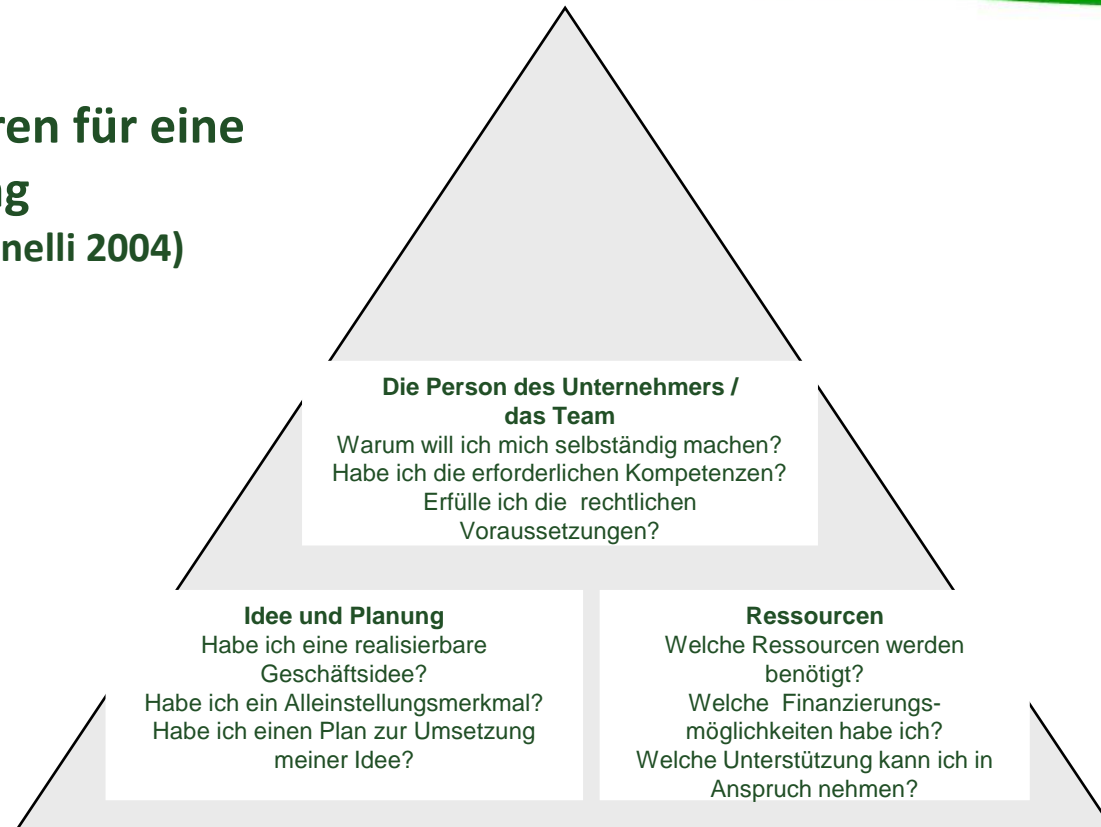 ren für eine
ng
nelli 2004)
Die Person des Unternehmers /
das Team
Warum will ich mich selbständig machen?
Habe ich die erforderlichen Kompetenzen?
Erfülle ich die rechtlichen
Voraussetzungen?
Idee und Planung
Habe ich eine realisierbare
Geschäftsidee?
Habe ich ein Alleinstellungsmerkmal?
Habe ich einen Plan zur Umsetzung
meiner Idee?
Ressourcen
Welche Ressourcen werden
benötigt?
Welche Finanzierungs-
möglichkeiten habe ich?
Welche Unterstützung kann ich in
Anspruch nehmen?